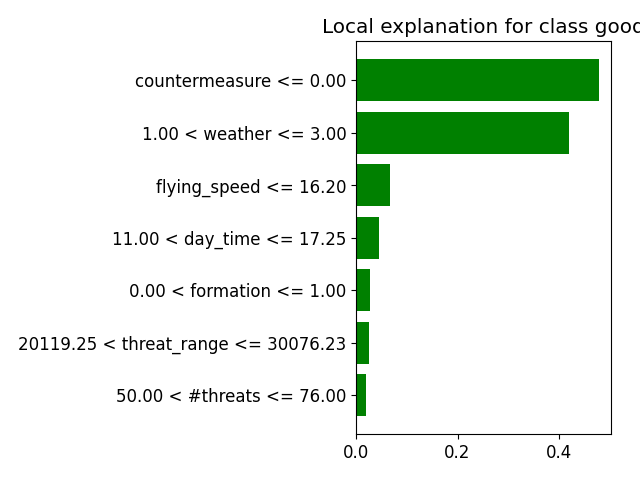 Local explanation for class good
countermeasure <= 0.00
1.00 < weather <= 3.00
flying_speed <= 16.20
11.00 < day_time <= 17.25
0.00 < formation <= 1.00
20119.25 < threat_range <= 30076.23
50.00 < #threats <= 76.00
0.0 0.2 0.4